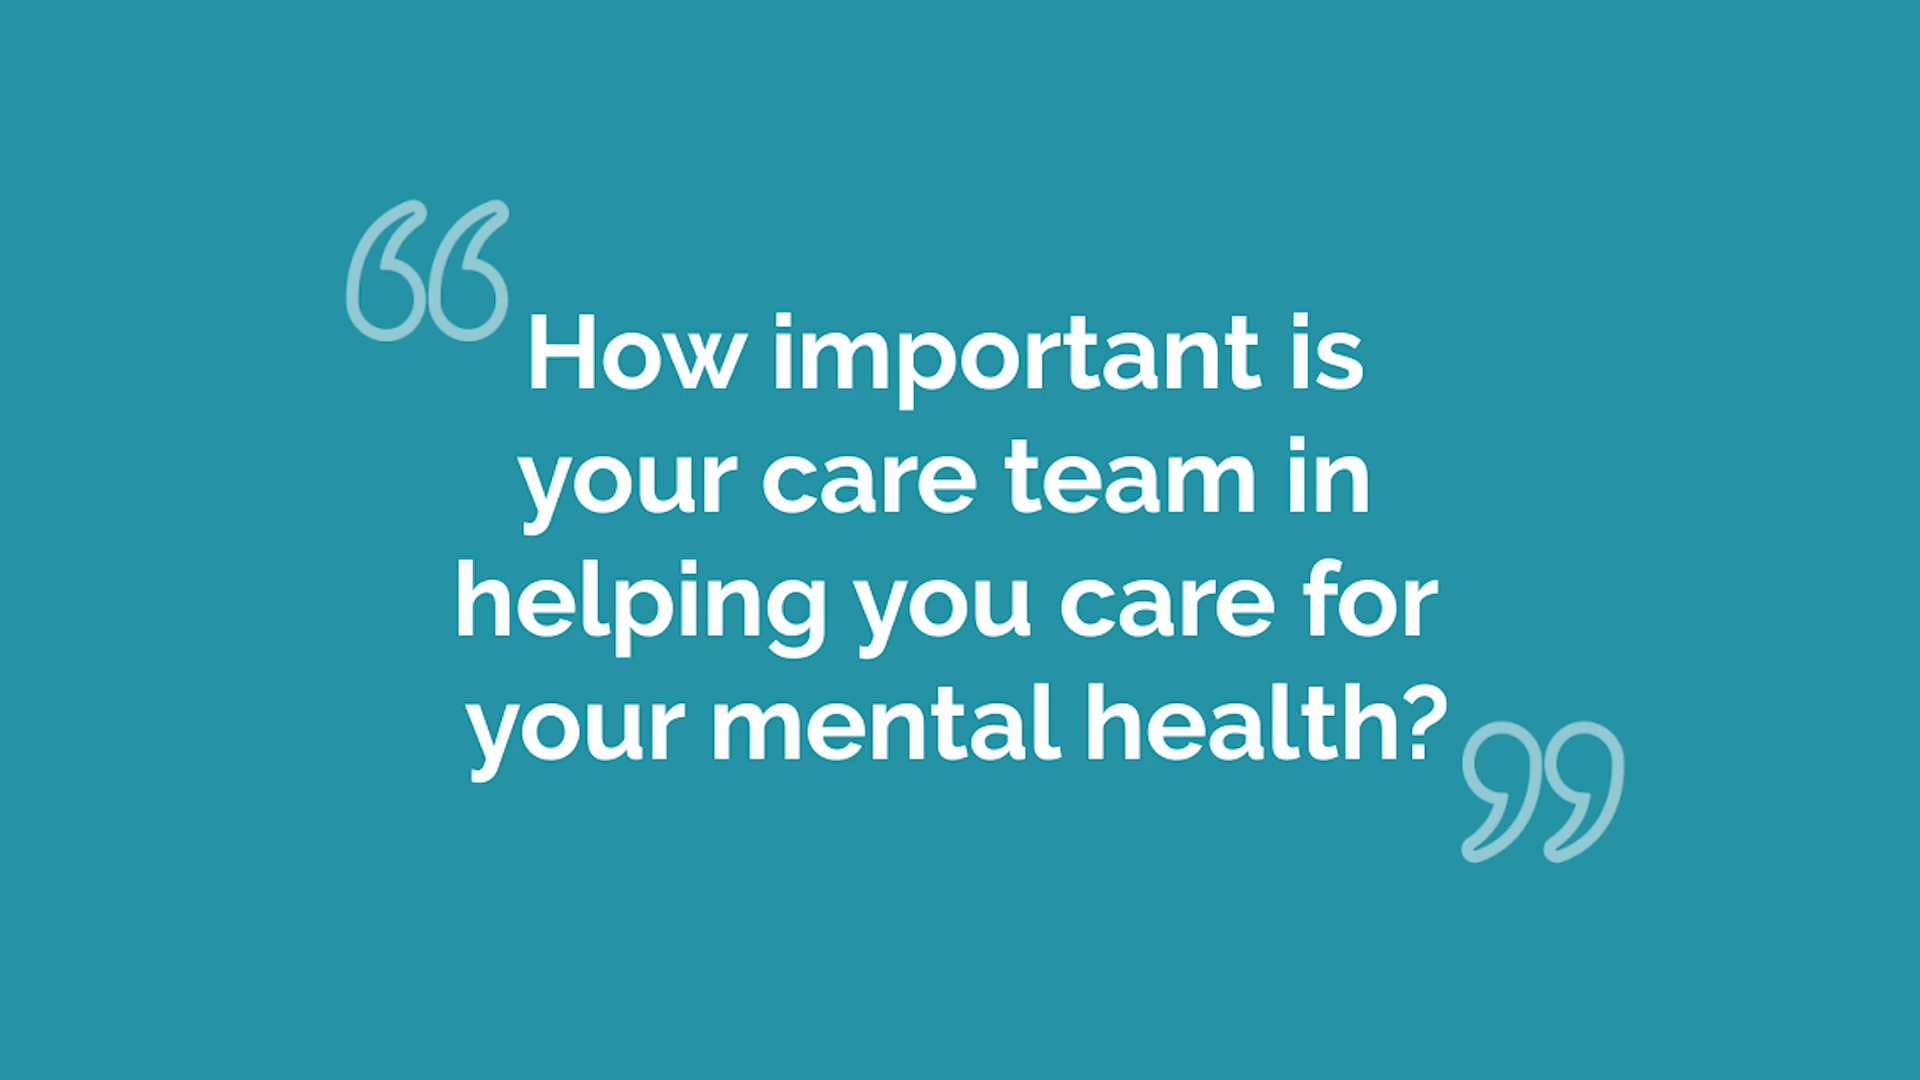 “How important is
your care team in
helping you care for
your mental health?”